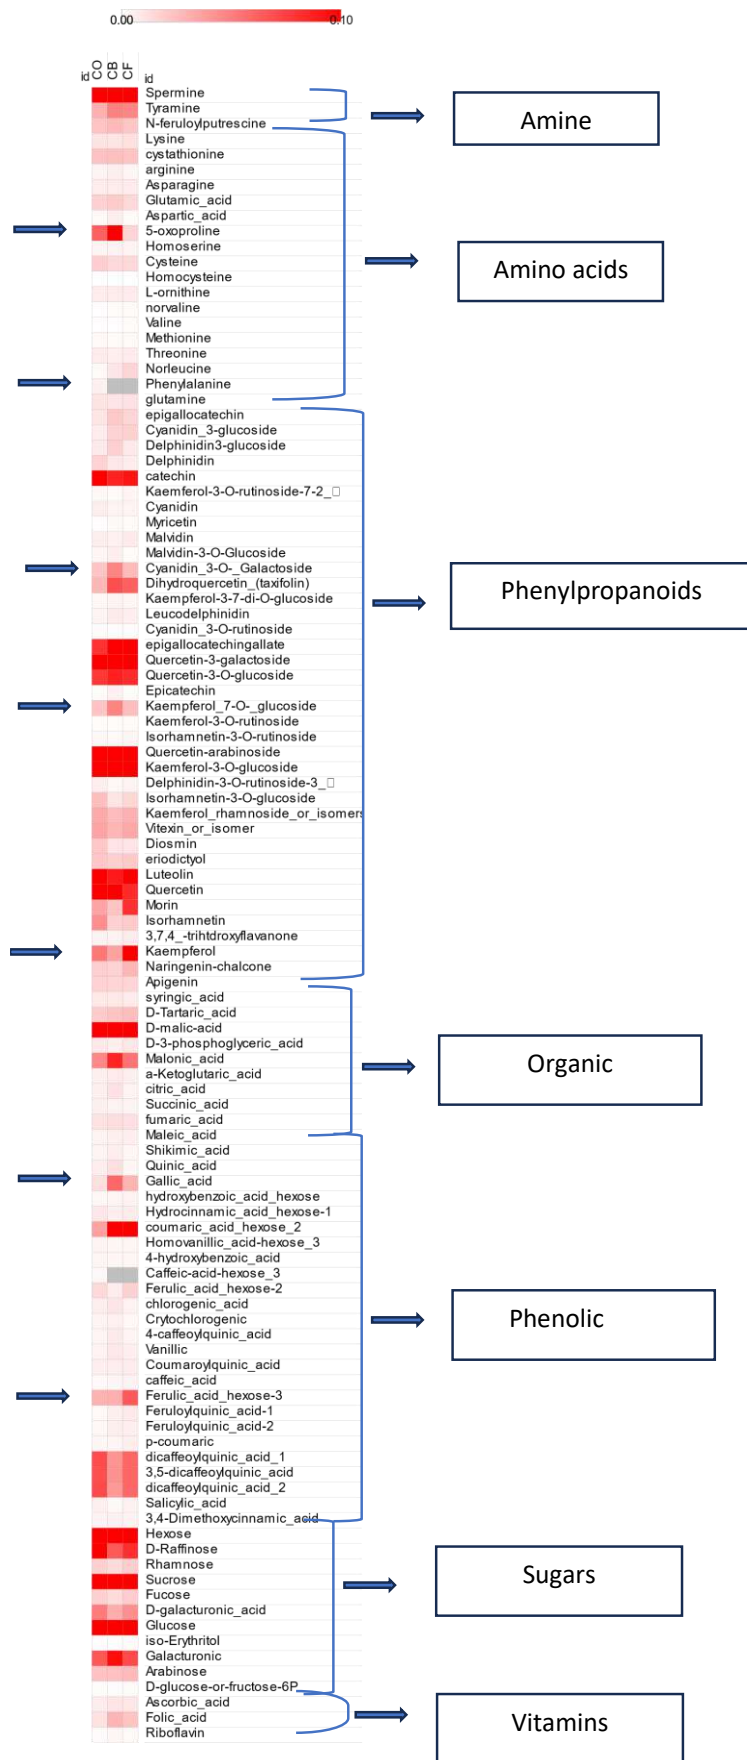 0.00 0.10
id CO CB CF id
Spermine
Tyramine
N-feruloylputrescine
Amine
Lysine
cystathionine
arginine
Asparagine
Glutamic_acid
Aspartic_acid
5-oxoproline
Homoserine
Cysteine
Amino acids
Homocysteine
L-ornithine
norvaline
Valine
Methionine
Threonine
Norleucine
Phenylalanine
glutamine
epigallocatechin
Cyanidin_3-glucoside
Delphinidin3-glucoside
Delphinidin
catechin
Kaemferol-3-O-rutinoside-7-2_□
Cyanidin
Myricetin
Malvidin
Malvidin-3-O-Glucoside
Cyanidin_3-O-_Galactoside
Dihydroquercetin_(taxifolin)
Phenylpropanoids
Kaempferol-3-7-di-O-glucoside
Leucodelphinidin
Cyanidin_3-O-rutinoside
epigallocatechingallate
Quercetin-3-galactoside
Quercetin-3-O-glucoside
Epicatechin
Kaempferol_7-O-_glucoside
Kaemferol-3-O-rutinoside
Isorhamnetin-3-O-rutinoside
Quercetin-arabinoside
Kaemferol-3-O-glucoside
Delphinidin-3-O-rutinoside-3_□
Isorhamnetin-3-O-glucoside
Kaemferol_rhamnoside_or_isomers
Vitexin_or_isomer
Diosmin
eriodictyol
Luteolin
Quercetin
Morin
Isorhamnetin
3,7,4_-trihtdroxyflavanone
Kaempferol
Naringenin-chalcone
Apigenin
syringic_acid
D-Tartaric_acid
D-malic-acid
D-3-phosphoglyceric_acid
Malonic_acid
Organic
a-Ketoglutaric_acid
citric_acid
Succinic_acid
fumaric_acid
Maleic_acid
Shikimic_acid
Quinic_acid
Gallic_acid
hydroxybenzoic_acid_hexose
Hydrocinnamic_acid_hexose-1
coumaric_acid_hexose_2
Homovanillic_acid-hexose_3
4-hydroxybenzoic_acid
Caffeic-acid-hexose_3
Ferulic_acid_hexose-2
chlorogenic_acid
Crytochlorogenic
Phenolic
4-caffeoylquinic_acid
Vanillic
Coumaroylquinic_acid
caffeic_acid
Ferulic_acid_hexose-3
Feruloylquinic_acid-1
Feruloylquinic_acid-2
p-coumaric
dicaffeoylquinic_acid_1
3,5-dicaffeoylquinic_acid
dicaffeoylquinic_acid_2
Salicylic_acid
3,4-Dimethoxycinnamic_acid
Hexose
D-Raffinose
Rhamnose
Sugars
Sucrose
Fucose
D-galacturonic_acid
Glucose
iso-Erythritol
Galacturonic
Arabinose
D-glucose-or-fructose-6P
Ascorbic_acid
Folic_acid
Vitamins
Riboflavin